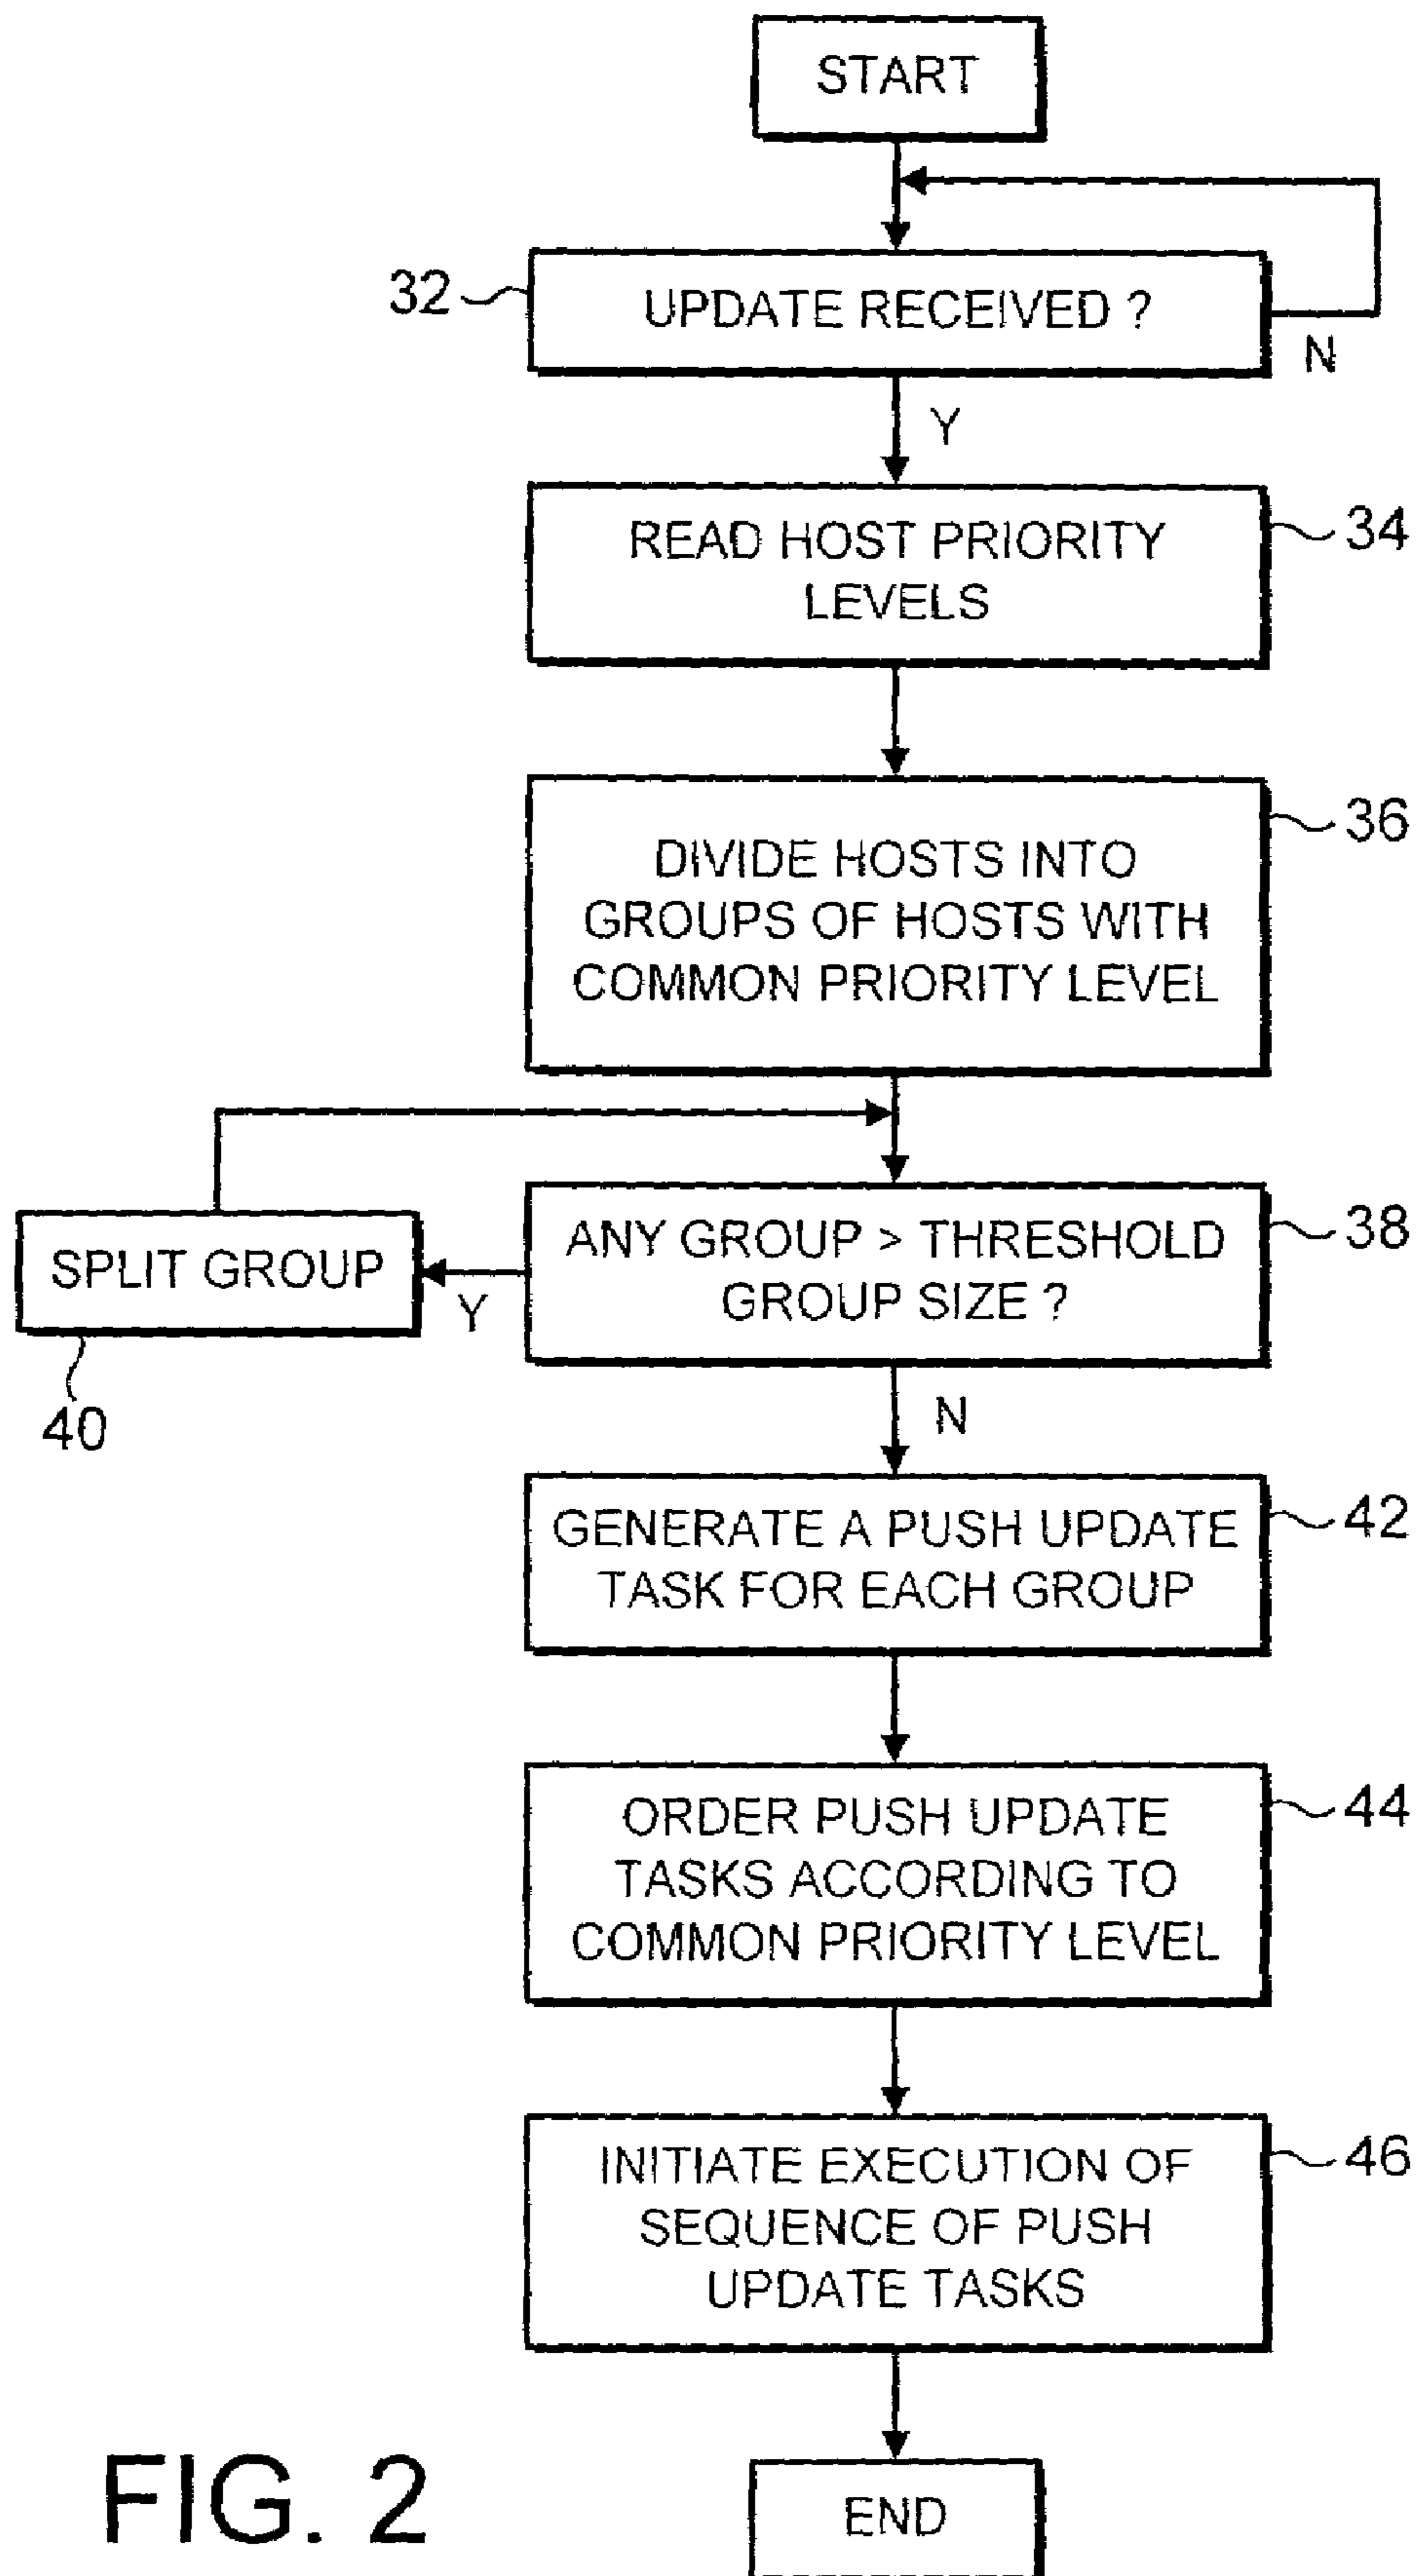 START
32
UPDATE RECEIVED ?
N
Y
READ HOST PRIORITY
LEVELS
34
DIVIDE HOSTS INTO
GROUPS OF HOSTS WITH
COMMON PRIORITY LEVEL
36
ANY GROUP > THRESHOLD
GROUP SIZE ?
38
SPLIT GROUP
Y
40
N
GENERATE A PUSH UPDATE
TASK FOR EACH GROUP
42
ORDER PUSH UPDATE
TASKS ACCORDING TO
COMMON PRIORITY LEVEL
44
INITIATE EXECUTION OF
SEQUENCE OF PUSH
UPDATE TASKS
46
END
FIG. 2